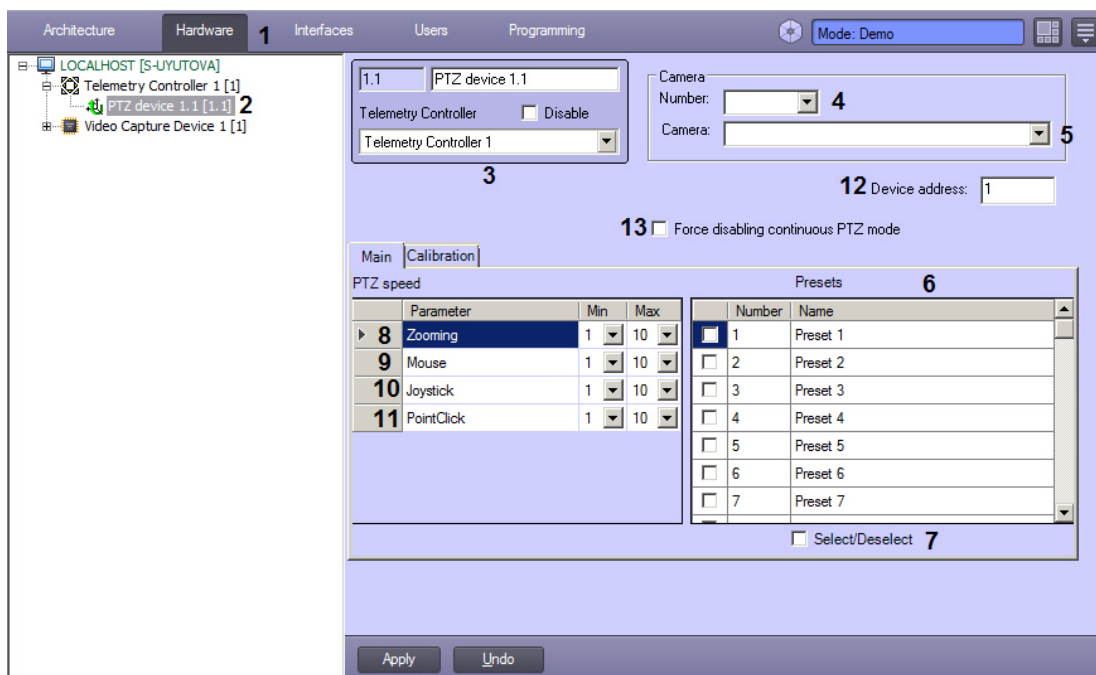 Architecture Hardware 1 Interfaces Users Programming Mode: Demo
LOCALHOST [S-UYUTOVA]
Telemetry Controller 1 [1]
PTZ device 1.1 [1.1] 2
Video Capture Device 1 [1]
1.1 PTZ device 1.1
Telemetry Controller Disable
Telemetry Controller 1
3
Camera
Number: 4
Camera: 5
12 Device address: 1
13 Force disabling continuous PTZ mode
Main Calibration
PTZ speed
Parameter Min Max
8 Zooming 1 10
9 Mouse 1 10
10 Joystick 1 10
11 PointClick 1 10
Presets 6
Number Name
1 Preset 1
2 Preset 2
3 Preset 3
4 Preset 4
5 Preset 5
6 Preset 6
7 Preset 7
Select/Deselect 7
Apply Undo